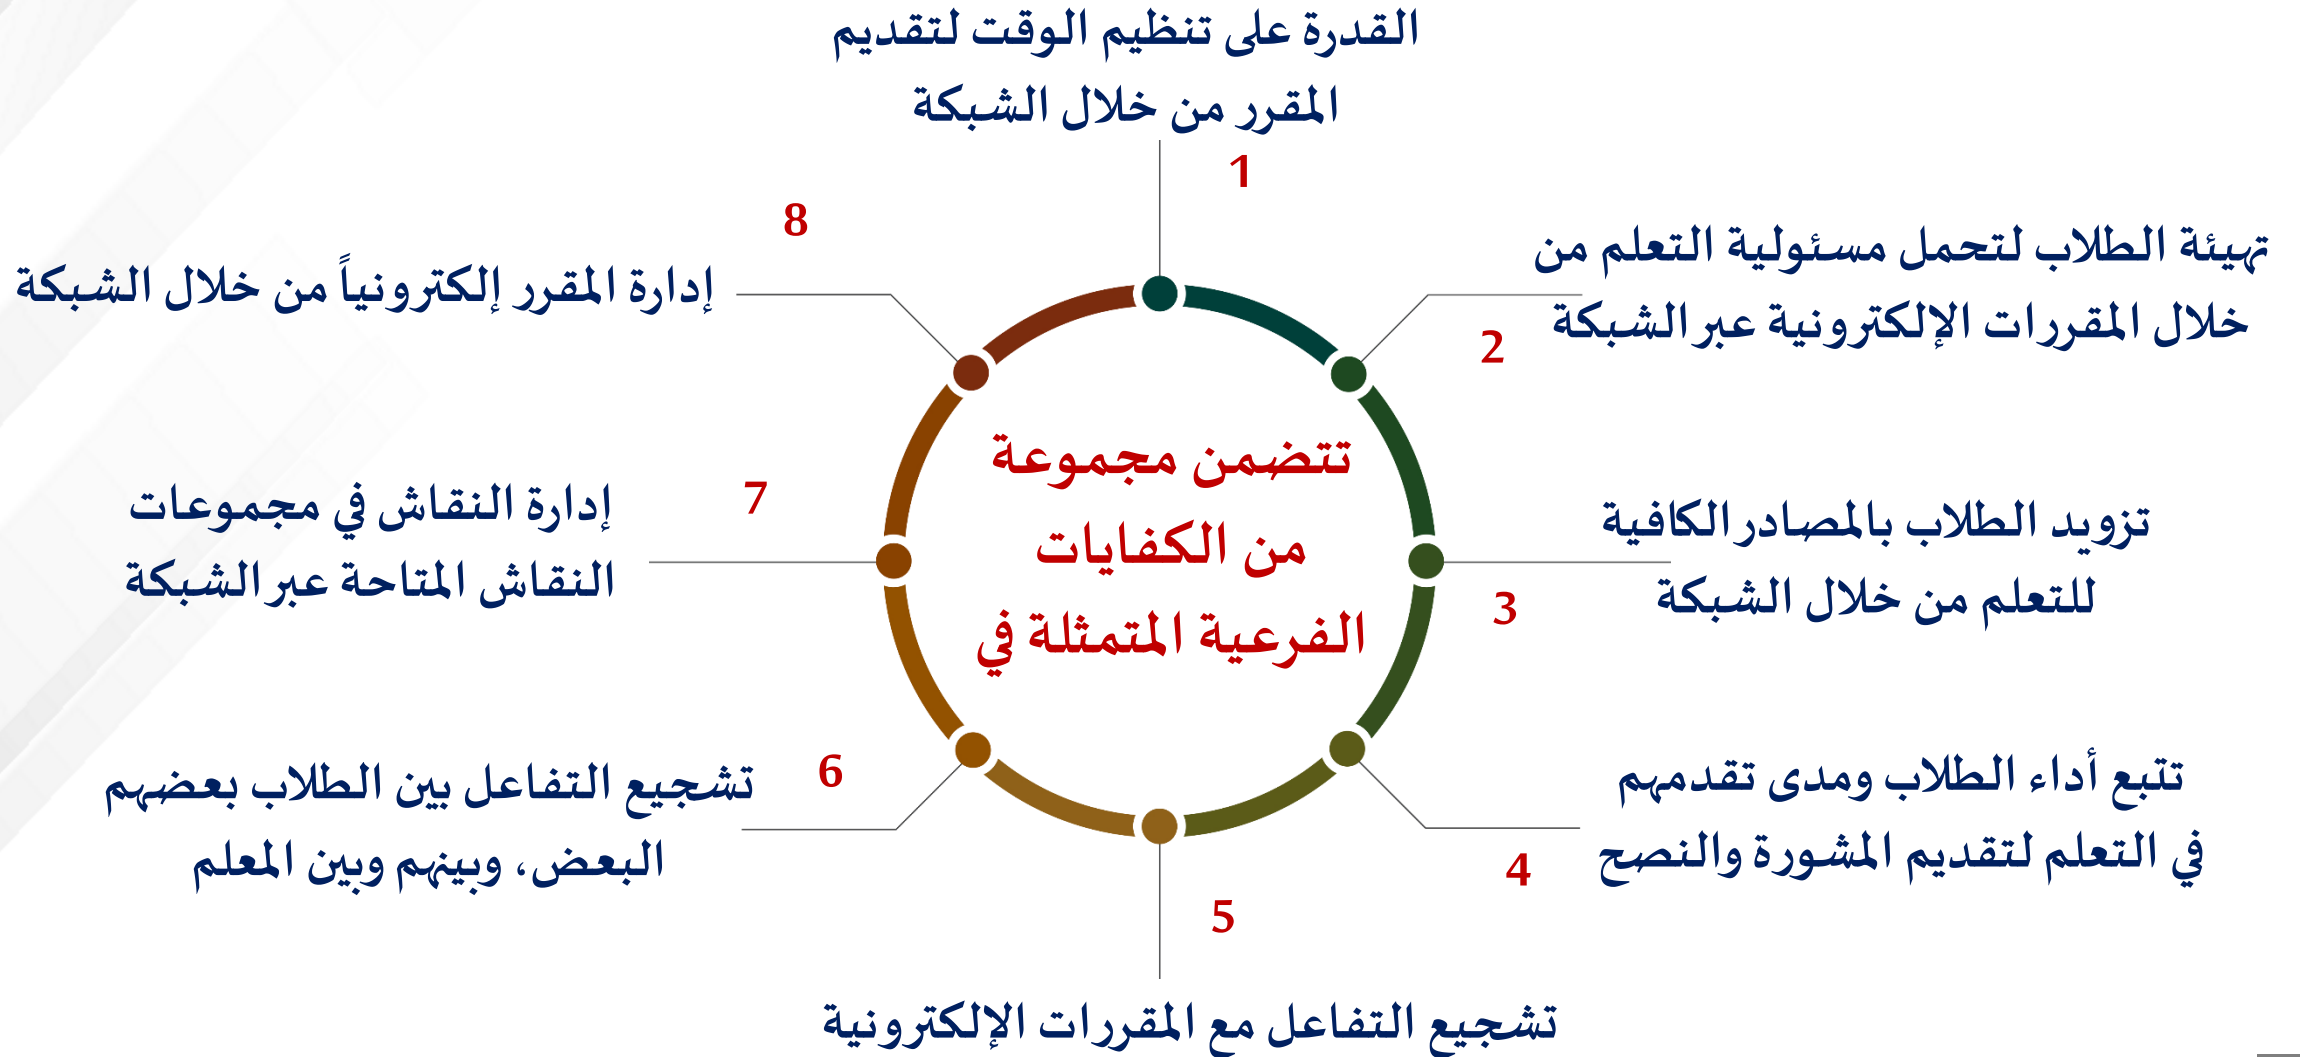 تتضمن مجموعة
من الكفايات
الفرعية المتمثلة في
1
القدرة على تنظيم الوقت لتقديم
المقرر من خلال الشبكة
2
تهيئة الطلاب لتحمل مسئولية التعلم من
خلال المقررات الإلكترونية عبر الشبكة
3
تزويد الطلاب بالمصادر الكافية
للتعلم من خلال الشبكة
4
تتبع أداء الطلاب ومدى تقدمهم
في التعلم لتقديم المشورة والنصح
5
تشجيع التفاعل مع المقررات الإلكترونية
6
تشجيع التفاعل بين الطلاب بعضهم
البعض، وبينهم وبين المعلم
7
إدارة النقاش في مجموعات
النقاش المتاحة عبر الشبكة
8
إدارة المقرر إلكترونياً من خلال الشبكة